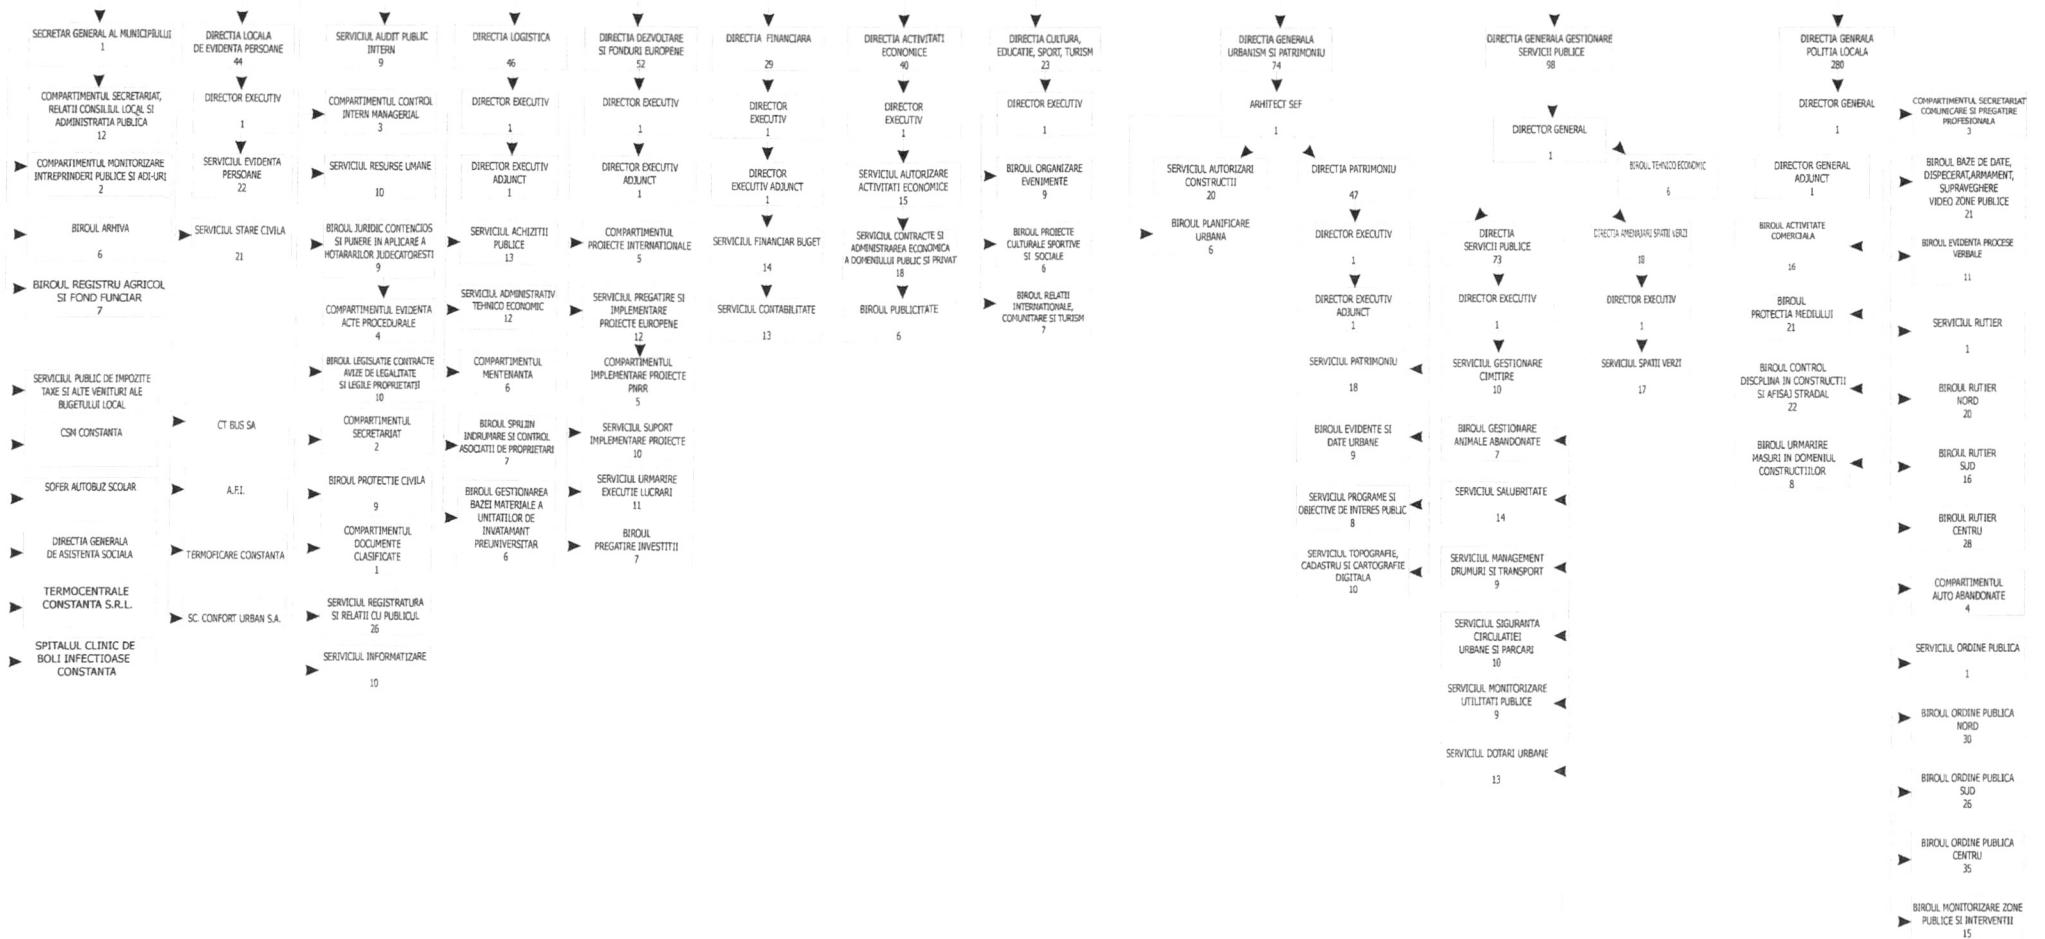 SECRETAR GENERAL AL MUNICIPIULUI
1
COMPARTIMENTUL SECRETARIAT,
RELATII CONSILIUL LOCAL SI
ADMINISTRATIA PUBLICA
12
COMPARTIMENTUL MONITORIZARE
INTREPRINDERI PUBLICE SI ADI-URI
2
BIROUL ARHIVA
6
BIROUL REGISTRU AGRICOL
SI FOND FUNCIAR
7
SERVICIUL PUBLIC DE IMPOZITE
TAXE SI ALTE VENITURI ALE
BUGETULUI LOCAL
CSM CONSTANTA
SOFER AUTOBUZ SCOLAR
DIRECTIA GENERALA
DE ASISTENTA SOCIALA
TERMOCENTRALE
CONSTANTA S.R.L.
SPITALUL CLINIC DE
BOLI INFECTIOASE
CONSTANTA
DIRECTIA LOCALA
DE EVIDENTA PERSOANE
44
DIRECTOR EXECUTIV
1
SERVICIUL EVIDENTA
PERSOANE
22
SERVICIUL STARE CIVILA
21
CT BUS SA
A.F.I.
TERMOFICARE CONSTANTA
SC. CONFORT URBAN S.A.
SERVICIUL AUDIT PUBLIC
INTERN
9
COMPARTIMENTUL CONTROL
INTERN MANAGERIAL
3
SERVICIUL RESURSE UMANE
10
BIROUL JURIDIC CONTENCIOS
SI PUNERE IN APLICARE A
HOTARARILOR JUDECATORESTI
9
COMPARTIMENTUL EVIDENTA
ACTE PROCEDURALE
4
BIROUL LEGISLATIE CONTRACTE
AVIZE DE LEGALITATE
SI LEGILE PROPRIETATII
10
COMPARTIMENTUL
SECRETARIAT
2
BIROUL PROTECTIE CIVILA
9
COMPARTIMENTUL
DOCUMENTE
CLASIFICATE
1
SERVICIUL REGISTRATURA
SI RELATII CU PUBLICUL
26
SERIVICIUL INFORMATIZARE
10
DIRECTIA LOGISTICA
46
DIRECTOR EXECUTIV
1
DIRECTOR EXECUTIV
ADJUNCT
1
SERVICIUL ACHIZITII
PUBLICE
13
SERVICIUL ADMINISTRATIV
TEHNICO ECONOMIC
12
COMPARTIMENTUL
MENTENANTA
6
BIROUL SPRIJIN
INDRUMARE SI CONTROL
ASOCIATII DE PROPRIETARI
7
BIROUL GESTIONAREA
BAZEI MATERIALE A
UNITATILOR DE
INVATAMANT
PREUNIVERSITAR
6
DIRECTIA DEZVOLTARE
SI FONDURI EUROPENE
52
DIRECTOR EXECUTIV
1
DIRECTOR EXECUTIV
ADJUNCT
1
COMPARTIMENTUL
PROIECTE INTERNATIONALE
5
SERVICIUL PREGATIRE SI
IMPLEMENTARE
PROIECTE EUROPENE
12
COMPARTIMENTUL
IMPLEMENTARE PROIECTE
PNRR
5
SERVICIUL SUPORT
IMPLEMENTARE PROIECTE
10
SERVICIUL URMARIRE
EXECUTIE LUCRARI
11
BIROUL
PREGATIRE INVESTITII
7
DIRECTIA FINANCIARA
29
DIRECTOR
EXECUTIV
1
DIRECTOR
EXECUTIV ADJUNCT
1
SERVICIUL FINANCIAR BUGET
14
SERVICIUL CONTABILITATE
13
DIRECTIA ACTIVITATI
ECONOMICE
40
DIRECTOR
EXECUTIV
1
SERVICIUL AUTORIZARE
ACTIVITATI ECONOMICE
15
SERVICIUL CONTRACTE SI
ADMINISTRAREA ECONOMICA
A DOMENIULUI PUBLIC SI PRIVAT
18
BIROUL PUBLICITATE
6
DIRECTIA CULTURA,
EDUCATIE, SPORT, TURISM
23
DIRECTOR EXECUTIV
1
BIROUL ORGANIZARE
EVENIMENTE
9
BIROUL PROIECTE
CULTURALE SPORTIVE
SI SOCIALE
6
BIROUL RELATII
INTERNATIONALE,
COMUNITARE SI TURISM
7
DIRECTIA GENERALA
URBANISM SI PATRIMONIU
74
ARHITECT SEF
1
SERVICIUL AUTORIZARI
CONSTRUCTII
20
BIROUL PLANIFICARE
URBANA
6
DIRECTIA PATRIMONIU
47
DIRECTOR EXECUTIV
1
DIRECTOR EXECUTIV
ADJUNCT
1
SERVICIUL PATRIMONIU
18
BIROUL EVIDENTE SI
DATE URBANE
9
SERVICIUL PROGRAME SI
OBIECTIVE DE INTERES PUBLIC
8
SERVICIUL TOPOGRAFIE,
CADASTRU SI CARTOGRAFIE
DIGITALA
10
DIRECTIA GENERALA GESTIONARE
SERVICII PUBLICE
98
DIRECTOR GENERAL
1
BIROUL TEHNICO ECONOMIC
6
DIRECTIA
SERVICII PUBLICE
73
DIRECTOR EXECUTIV
1
SERVICIUL GESTIONARE
CIMITIRE
10
BIROUL GESTIONARE
ANIMALE ABANDONATE
7
SERVICIUL SALUBRITATE
14
SERVICIUL MANAGEMENT
DRUMURI SI TRANSPORT
9
SERVICIUL SIGURANTA
CIRCULATIEI
URBANE SI PARCARI
10
SERVICIUL MONITORIZARE
UTILITATI PUBLICE
9
SERVICIUL DOTARI URBANE
13
DIRECTIA AMENAJARI SPATII VERZI
18
DIRECTOR EXECUTIV
1
SERVICIUL SPATII VERZI
17
DIRECTIA GENRALA
POLITIA LOCALA
280
DIRECTOR GENERAL
1
DIRECTOR GENERAL
ADJUNCT
1
BIROUL ACTIVITATE
COMERCIALA
16
BIROUL
PROTECTIA MEDIULUI
21
BIROUL CONTROL
DISCPLINA IN CONSTRUCTII
SI AFISAJ STRADAL
22
BIROUL URMARIRE
MASURI IN DOMENIUL
CONSTRUCTIILOR
8
COMPARTIMENTUL SECRETARIAT
COMUNICARE SI PREGATIRE
PROFESIONALA
3
BIROUL BAZE DE DATE,
DISPECERAT,ARMAMENT,
SUPRAVEGHERE
VIDEO ZONE PUBLICE
21
BIROUL EVIDENTA PROCESE
VERBALE
11
SERVICIUL RUTIER
1
BIROUL RUTIER
NORD
20
BIROUL RUTIER
SUD
16
BIROUL RUTIER
CENTRU
28
COMPARTIMENTUL
AUTO ABANDONATE
4
SERVICIUL ORDINE PUBLICA
1
BIROUL ORDINE PUBLICA
NORD
30
BIROUL ORDINE PUBLICA
SUD
26
BIROUL ORDINE PUBLICA
CENTRU
35
BIROUL MONITORIZARE ZONE
PUBLICE SI INTERVENTII
15